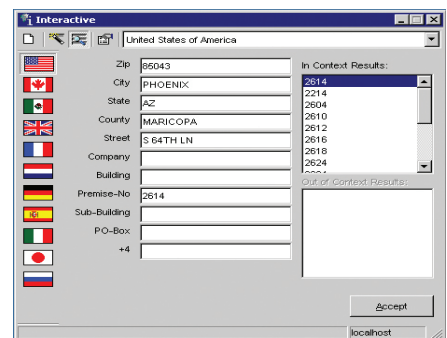 Interactive
United States of America
Zip 85043
City PHOENIX
State AZ
County MARICOPA
Street S 64TH LN
Company
Building
Premise-No 2614
Sub-Building
PO-Box
+4
In Context Results:
2614
2214
2604
2610
2612
2616
2618
2624
Out of Context Results:
Accept
localhost